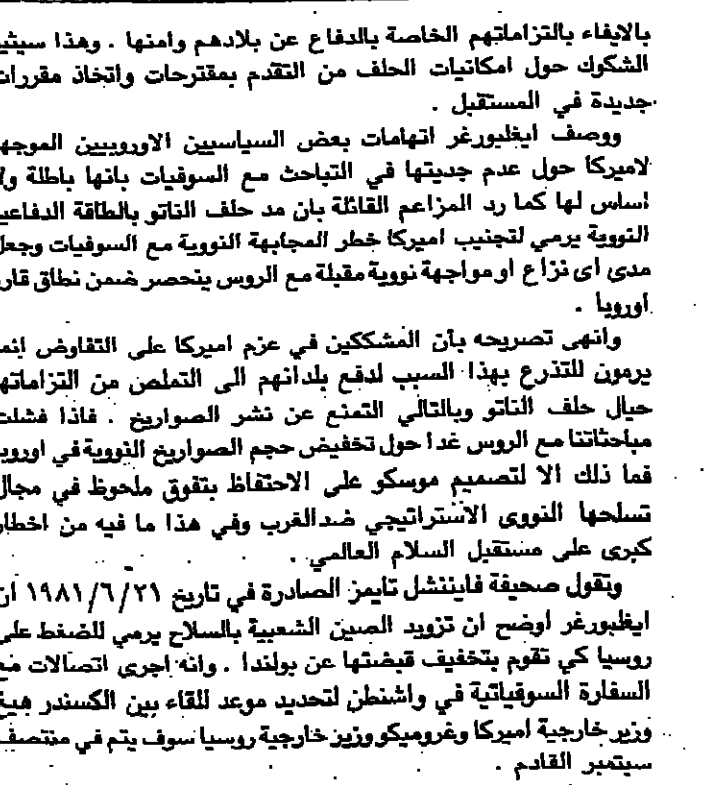 بالايفاء بالتزاماتهم الخاصة بالدفاع عن بلادهم وامنها . وهذا سيثير
الشكوك حول امكانيات الحلف من التقدم بمقترحات واتخاذ مقررات
جديدة في المستقبل .
ووصف ايغلبورغر اتهامات بعض السياسيين الاوروبيين الموجهة
لاميركا حول عدم جديتها في التباحث مع السوفيات بانها باطلة ولا
اساس لها كما رد المزاعم القائلة بان مد حلف الناتو بالطاقة الدفاعية
النووية يرمي لتجنيب اميركا خطر المجابهة النووية مع السوفيات وجعل
مدى اى نزاع او مواجهة نووية مقبلة مع الروس ينحصر ضمن نطاق قارة
اوروبا .
وانهى تصريحه بأن المشككين في عزم اميركا على التفاوض انما
يرمون للتذرع بهذا السبب لدفع بلدانهم الى التملص من التزاماتها
حيال حلف الناتو وبالتالي التمنع عن نشر الصواريخ . فاذا فشلت
مباحثاتنا مع الروس غدا حول تخفيض حجم الصواريخ النووية في اوروبا
فما ذلك الا لتصميم موسكو على الاحتفاظ بتفوق ملحوظ في مجال
تسلحها النووى الاستراتيجي ضد الغرب وفي هذا ما فيه من اخطار
كبرى على مستقبل السلام العالمي .
وتقول صحيفة فايننشل تايمز الصادرة في تاريخ ٢١/٦/١٩٨١ ان
ايغلبورغر اوضح ان تزويد الصين الشعبية بالسلاح يرمي للضغط على
روسيا كي تقوم بتخفيف قبضتها عن بولندا . وانه اجرى اتصالات مع
السفارة السوفياتية في واشنطن لتحديد موعد للقاء بين الكسندر هيغ
وزير خارجية اميركا وغروميكو وزير خارجية روسيا سوف يتم في منتصف
سبتمبر القادم .